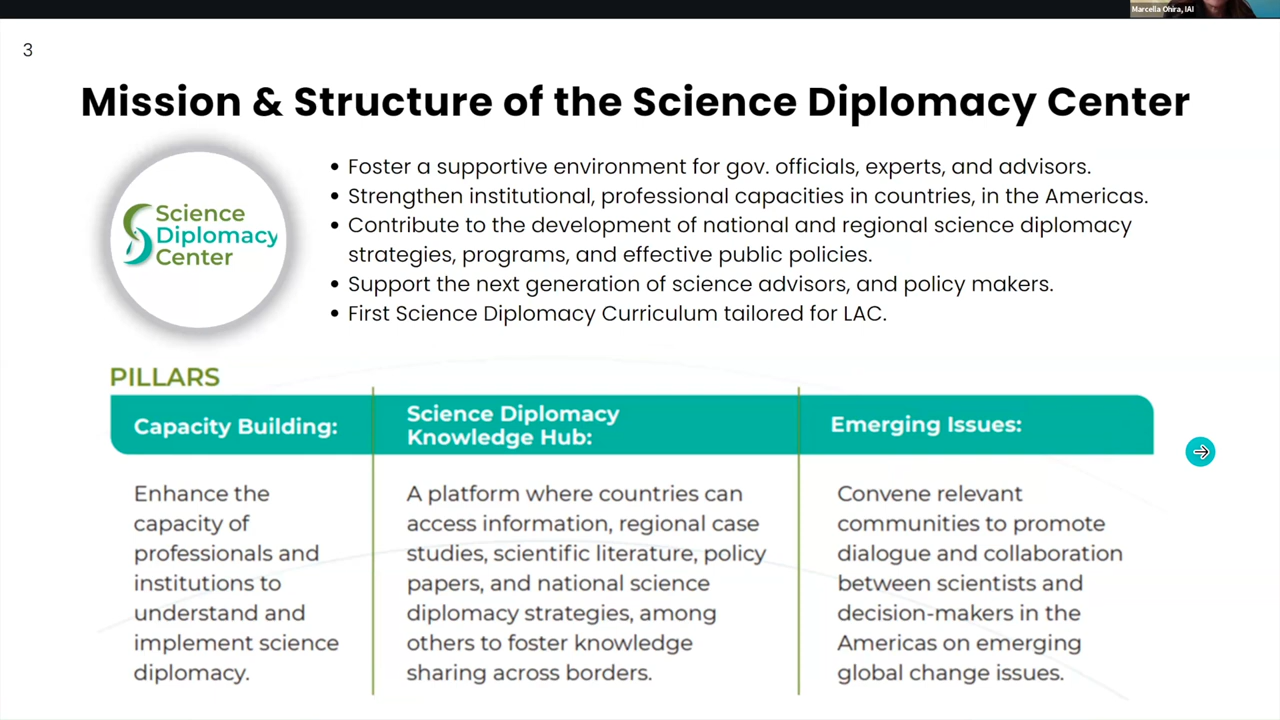 Marcella Ohira, IAI
3
Mission & Structure of the Science Diplomacy Center
Science
Diplomacy
Center
• Foster a supportive environment for gov. officials, experts, and advisors.
• Strengthen institutional, professional capacities in countries, in the Americas.
• Contribute to the development of national and regional science diplomacy
strategies, programs, and effective public policies.
• Support the next generation of science advisors, and policy makers.
• First Science Diplomacy Curriculum tailored for LAC.
PILLARS
Capacity Building:
Enhance the
capacity of
professionals and
institutions to
understand and
implement science
diplomacy.
Science Diplomacy
Knowledge Hub:
A platform where countries can
access information, regional case
studies, scientific literature, policy
papers, and national science
diplomacy strategies, among
others to foster knowledge
sharing across borders.
Emerging Issues:
Convene relevant
communities to promote
dialogue and collaboration
between scientists and
decision-makers in the
Americas on emerging
global change issues.